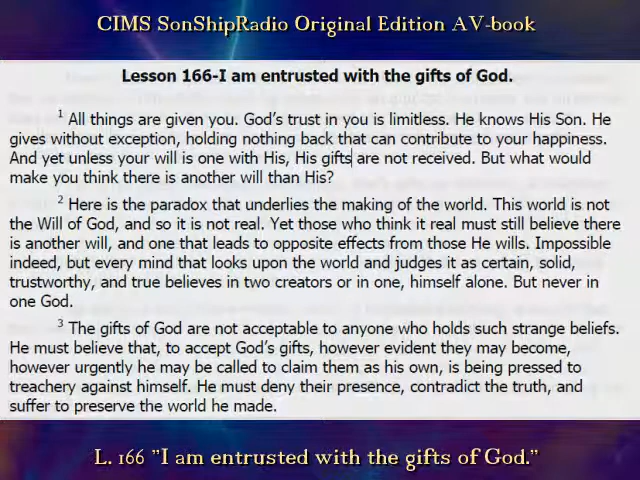 CIMS SonShipRadio Original Edition AV-book
Lesson 166-I am entrusted with the gifts of God.
1 All things are given you. God's trust in you is limitless. He knows His Son. He
gives without exception, holding nothing back that can contribute to your happiness.
And yet unless your will is one with His, His gifts are not received. But what would
make you think there is another will than His?
2 Here is the paradox that underlies the making of the world. This world is not
the Will of God, and so it is not real. Yet those who think it real must still believe there
is another will, and one that leads to opposite effects from those He wills. Impossible
indeed, but every mind that looks upon the world and judges it as certain, solid,
trustworthy, and true believes in two creators or in one, himself alone. But never in
one God.
3 The gifts of God are not acceptable to anyone who holds such strange beliefs.
He must believe that, to accept God's gifts, however evident they may become,
however urgently he may be called to claim them as his own, is being pressed to
treachery against himself. He must deny their presence, contradict the truth, and
suffer to preserve the world he made.
L. 166 "I am entrusted with the gifts of God."